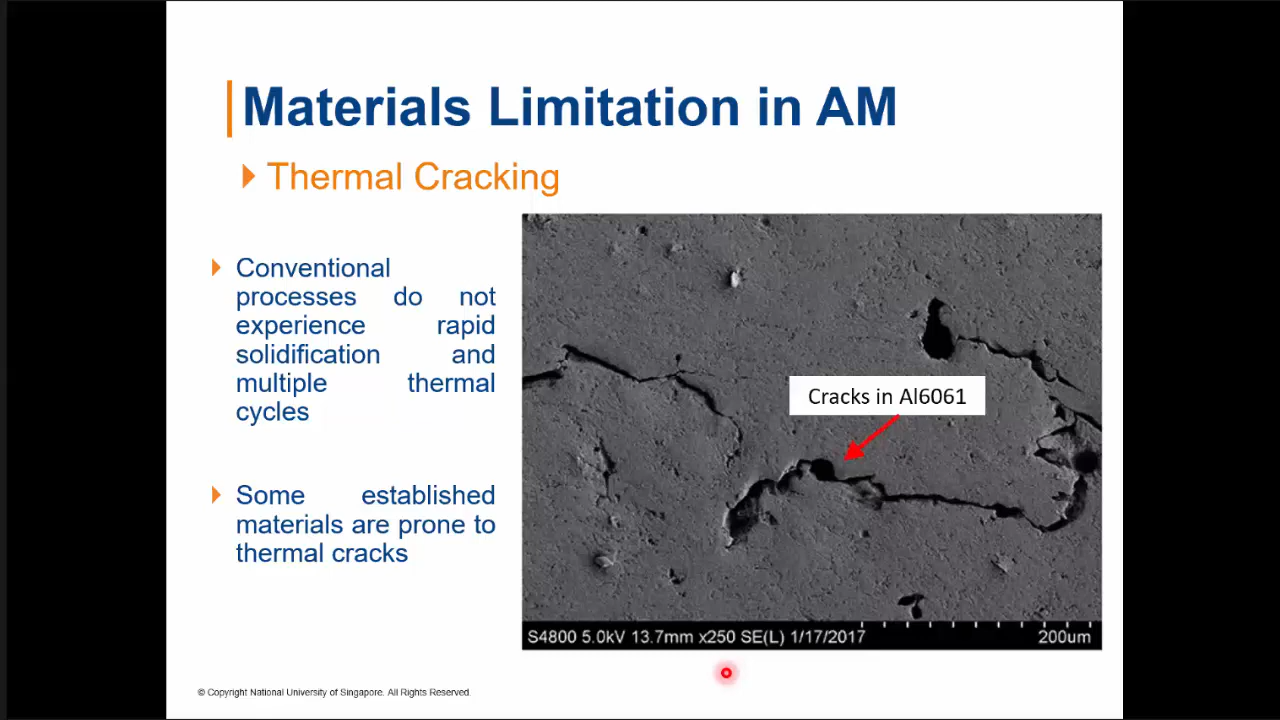 Materials Limitation in AM
Thermal Cracking
Conventional
processes do not
experience rapid
solidification and
multiple thermal
cycles
Some established
materials are prone to
thermal cracks
Cracks in Al6061
S4800 5.0kV 13.7mm x250 SE(L) 1/17/2017 200um
© Copyright National University of Singapore. All Rights Reserved.